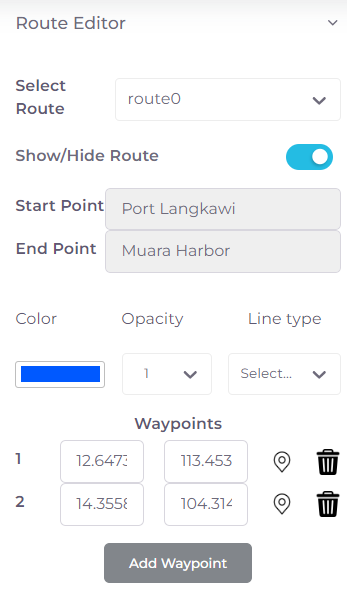 Route Editor
Select
Route
route0
Show/Hide Route
Start Point
Port Langkawi
End Point
Muara Harbor
Color Opacity Line type
1 Select...
Waypoints
1 12.6473 113.453
2 14.3558 104.314
Add Waypoint